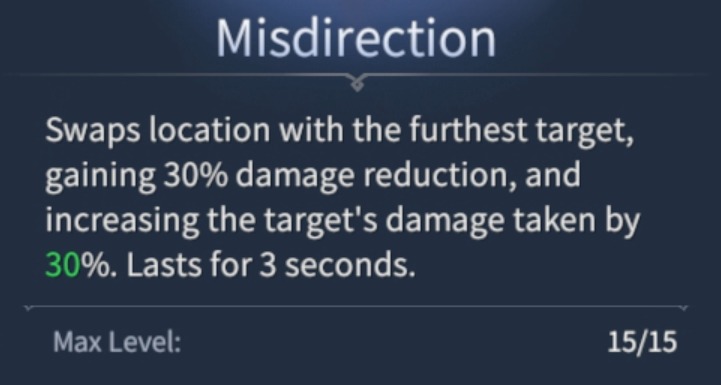 Misdirection
Swaps location with the furthest target,
gaining 30% damage reduction, and
increasing the target's damage taken by
30%. Lasts for 3 seconds.
Max Level: 15/15